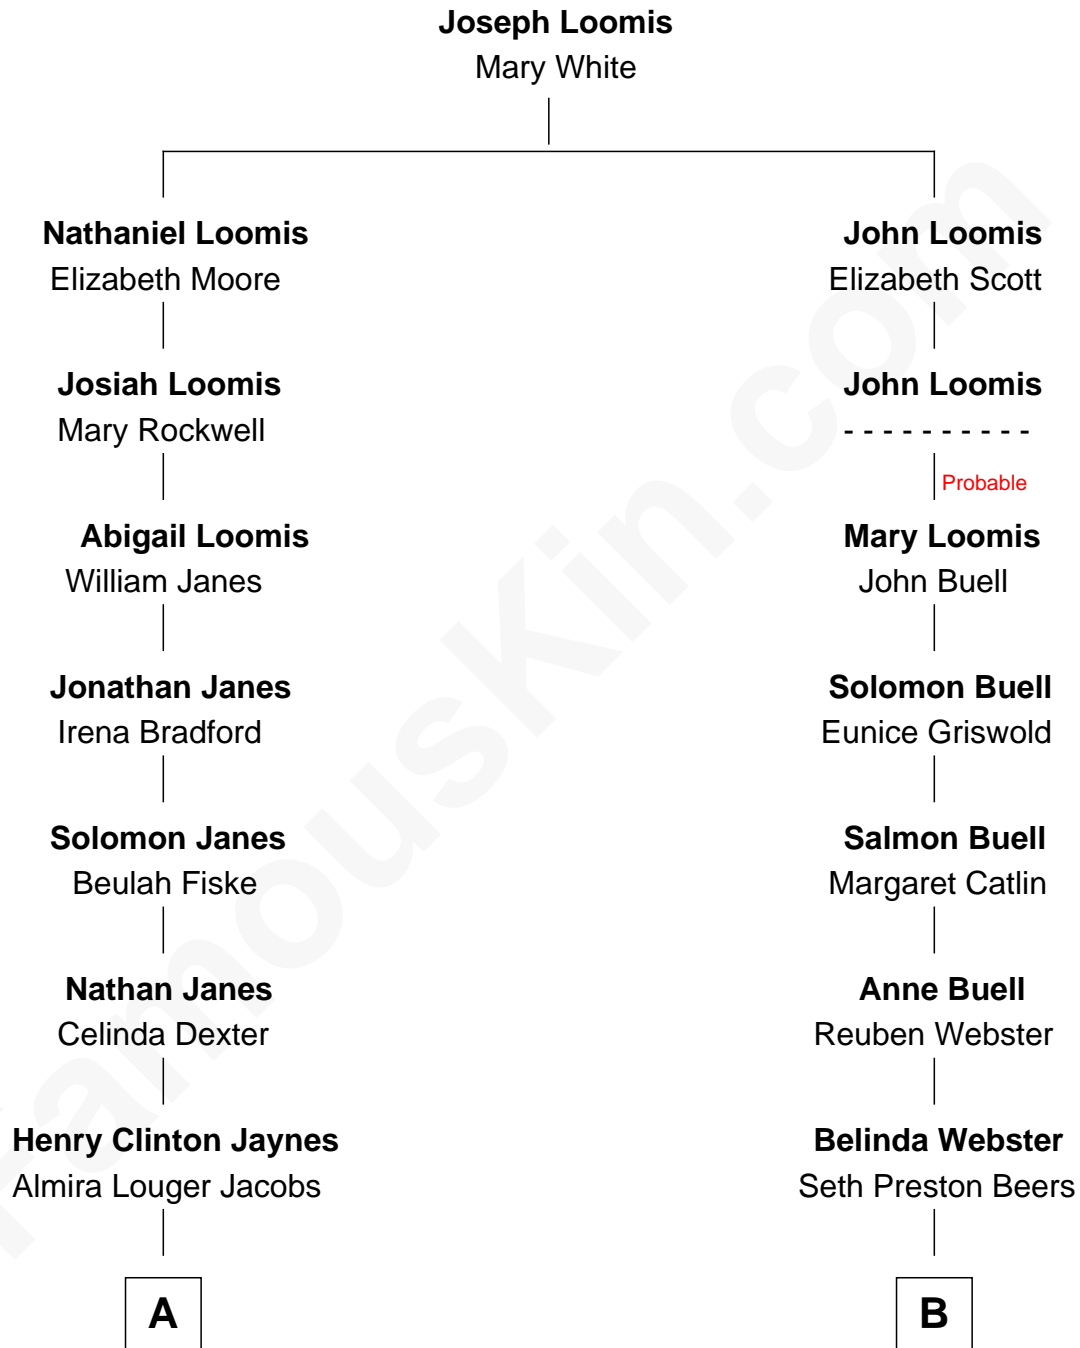 Joseph Loomis
Mary White
Nathaniel Loomis
Elizabeth Moore
John Loomis
Elizabeth Scott
Josiah Loomis
Mary Rockwell
John Loomis
- - - - - - - - - -
Probable
Abigail Loomis
William Janes
Mary Loomis
John Buell
Jonathan Janes
Irena Bradford
Solomon Buell
Eunice Griswold
Solomon Janes
Beulah Fiske
Salmon Buell
Margaret Catlin
Nathan Janes
Celinda Dexter
Anne Buell
Reuben Webster
Henry Clinton Jaynes
Almira Louger Jacobs
Belinda Webster
Seth Preston Beers
A
B
FamousKin.com